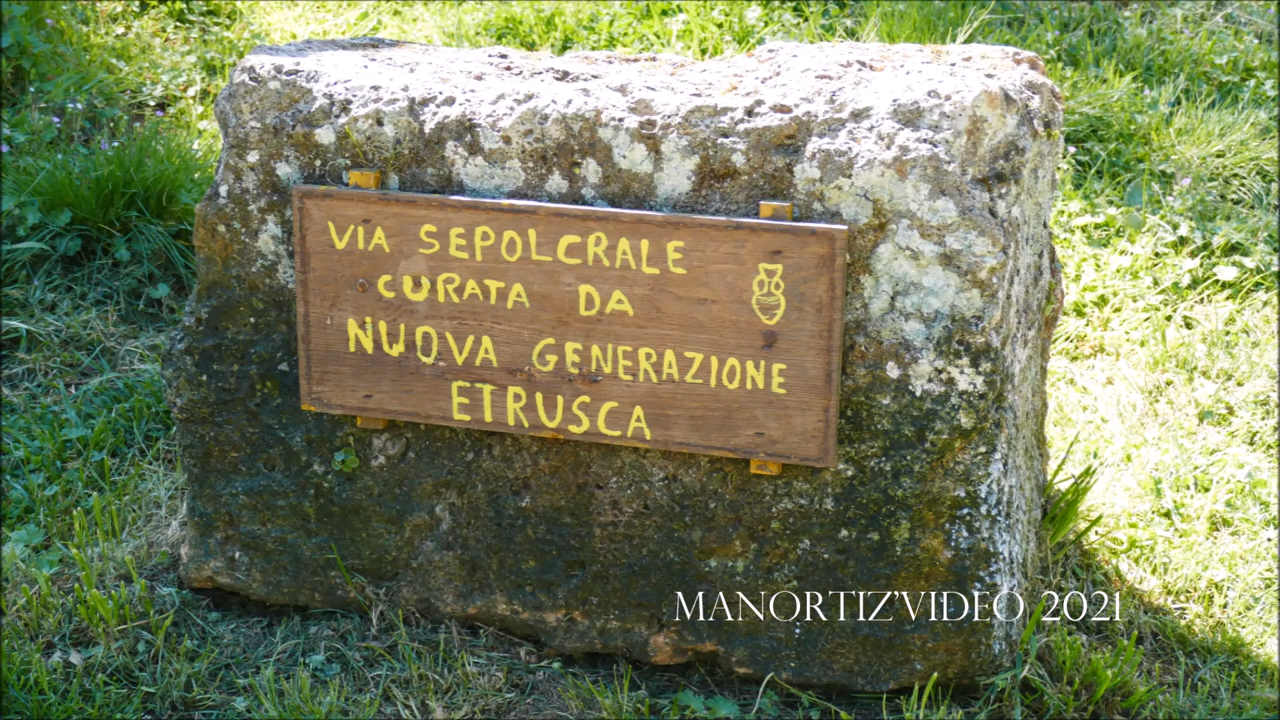 VIA SEPOLCRALE
CURATA DA
NUOVA GENERAZIONE
ETRUSCA
MANORTIZ'VIDEO 2021